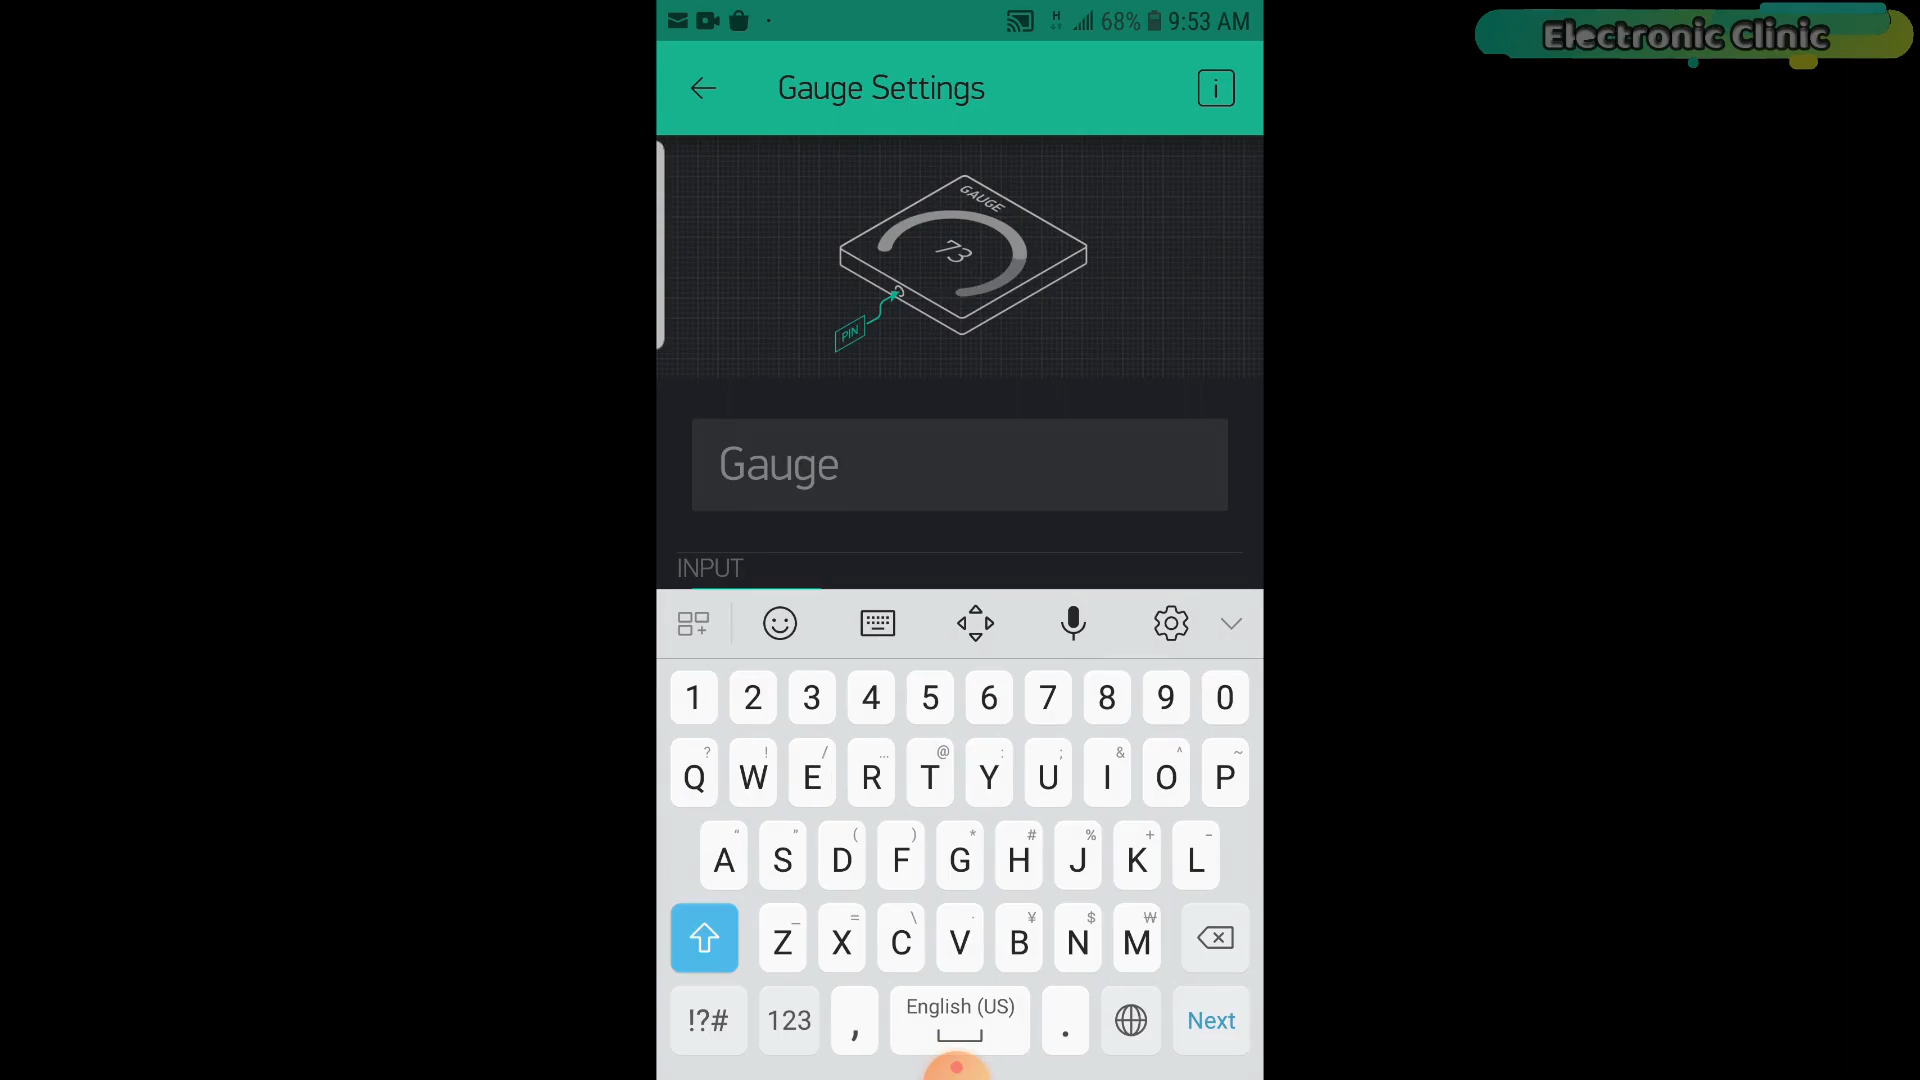 H 68% 9:53 AM
Electronic Clinic
Gauge Settings
i
GAUGE
73
PIN
Gauge
INPUT
1 2 3 4 5 6 7 8 9 0
? ! / ... @ : ; & ^ ~
Q W E R T Y U I O P
“ ” ( ) * # % + -
A S D F G H J K L
_ = \ · ¥ $ ₩
Z X C V B N M
!?# 123 , English (US) . Next